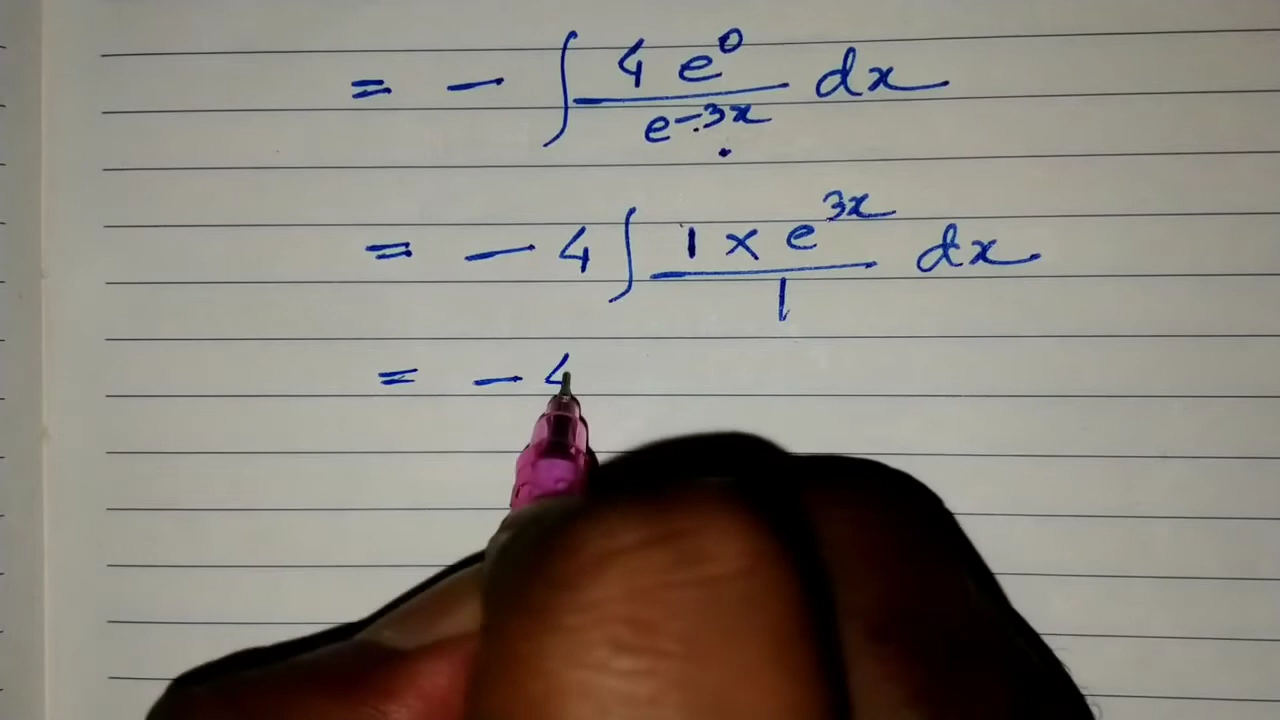 = - ∫ 4 e⁰ / e⁻³ˣ dx
= - 4 ∫ 1 × e³ˣ / 1 dx
= - 4